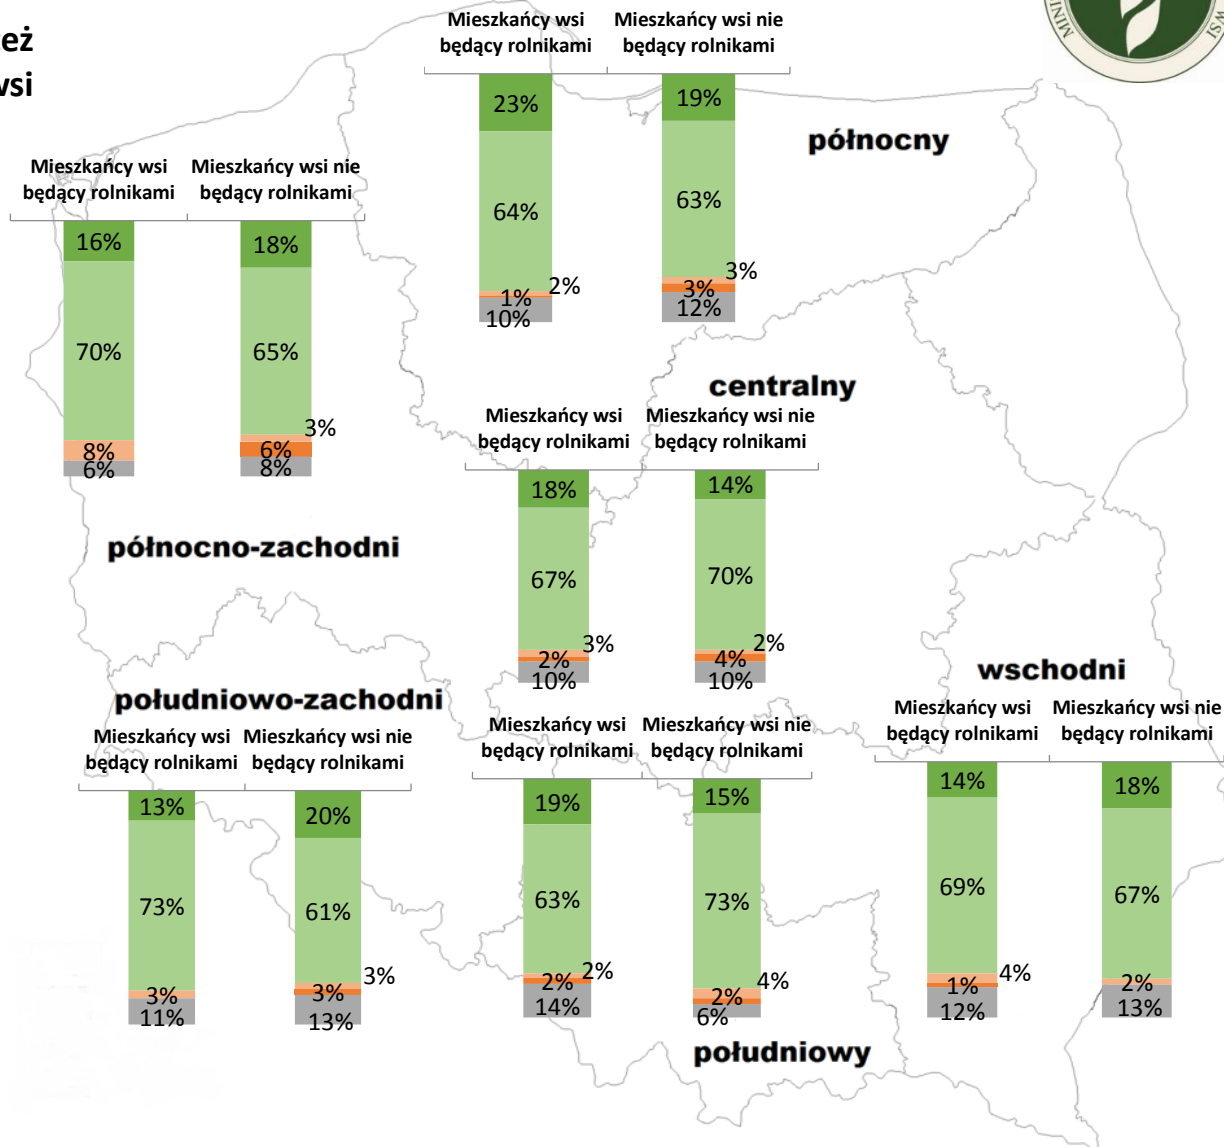 eż
wsi
MINI
WSI
Mieszkańcy wsi
będący rolnikami
Mieszkańcy wsi nie
będący rolnikami
23%
19%
64%
63%
2%
1%
10%
3%
3%
12%
północny
Mieszkańcy wsi
będący rolnikami
Mieszkańcy wsi nie
będący rolnikami
16%
18%
70%
65%
8%
6%
3%
6%
8%
północno-zachodni
centralny
Mieszkańcy wsi
będący rolnikami
Mieszkańcy wsi nie
będący rolnikami
18%
14%
67%
70%
3%
2%
10%
2%
4%
10%
południowo-zachodni
Mieszkańcy wsi
będący rolnikami
Mieszkańcy wsi nie
będący rolnikami
13%
20%
73%
61%
3%
11%
3%
3%
13%
Mieszkańcy wsi
będący rolnikami
Mieszkańcy wsi nie
będący rolnikami
19%
15%
63%
73%
2%
2%
14%
4%
2%
6%
południowy
wschodni
Mieszkańcy wsi
będący rolnikami
Mieszkańcy wsi nie
będący rolnikami
14%
18%
69%
67%
4%
1%
12%
2%
13%